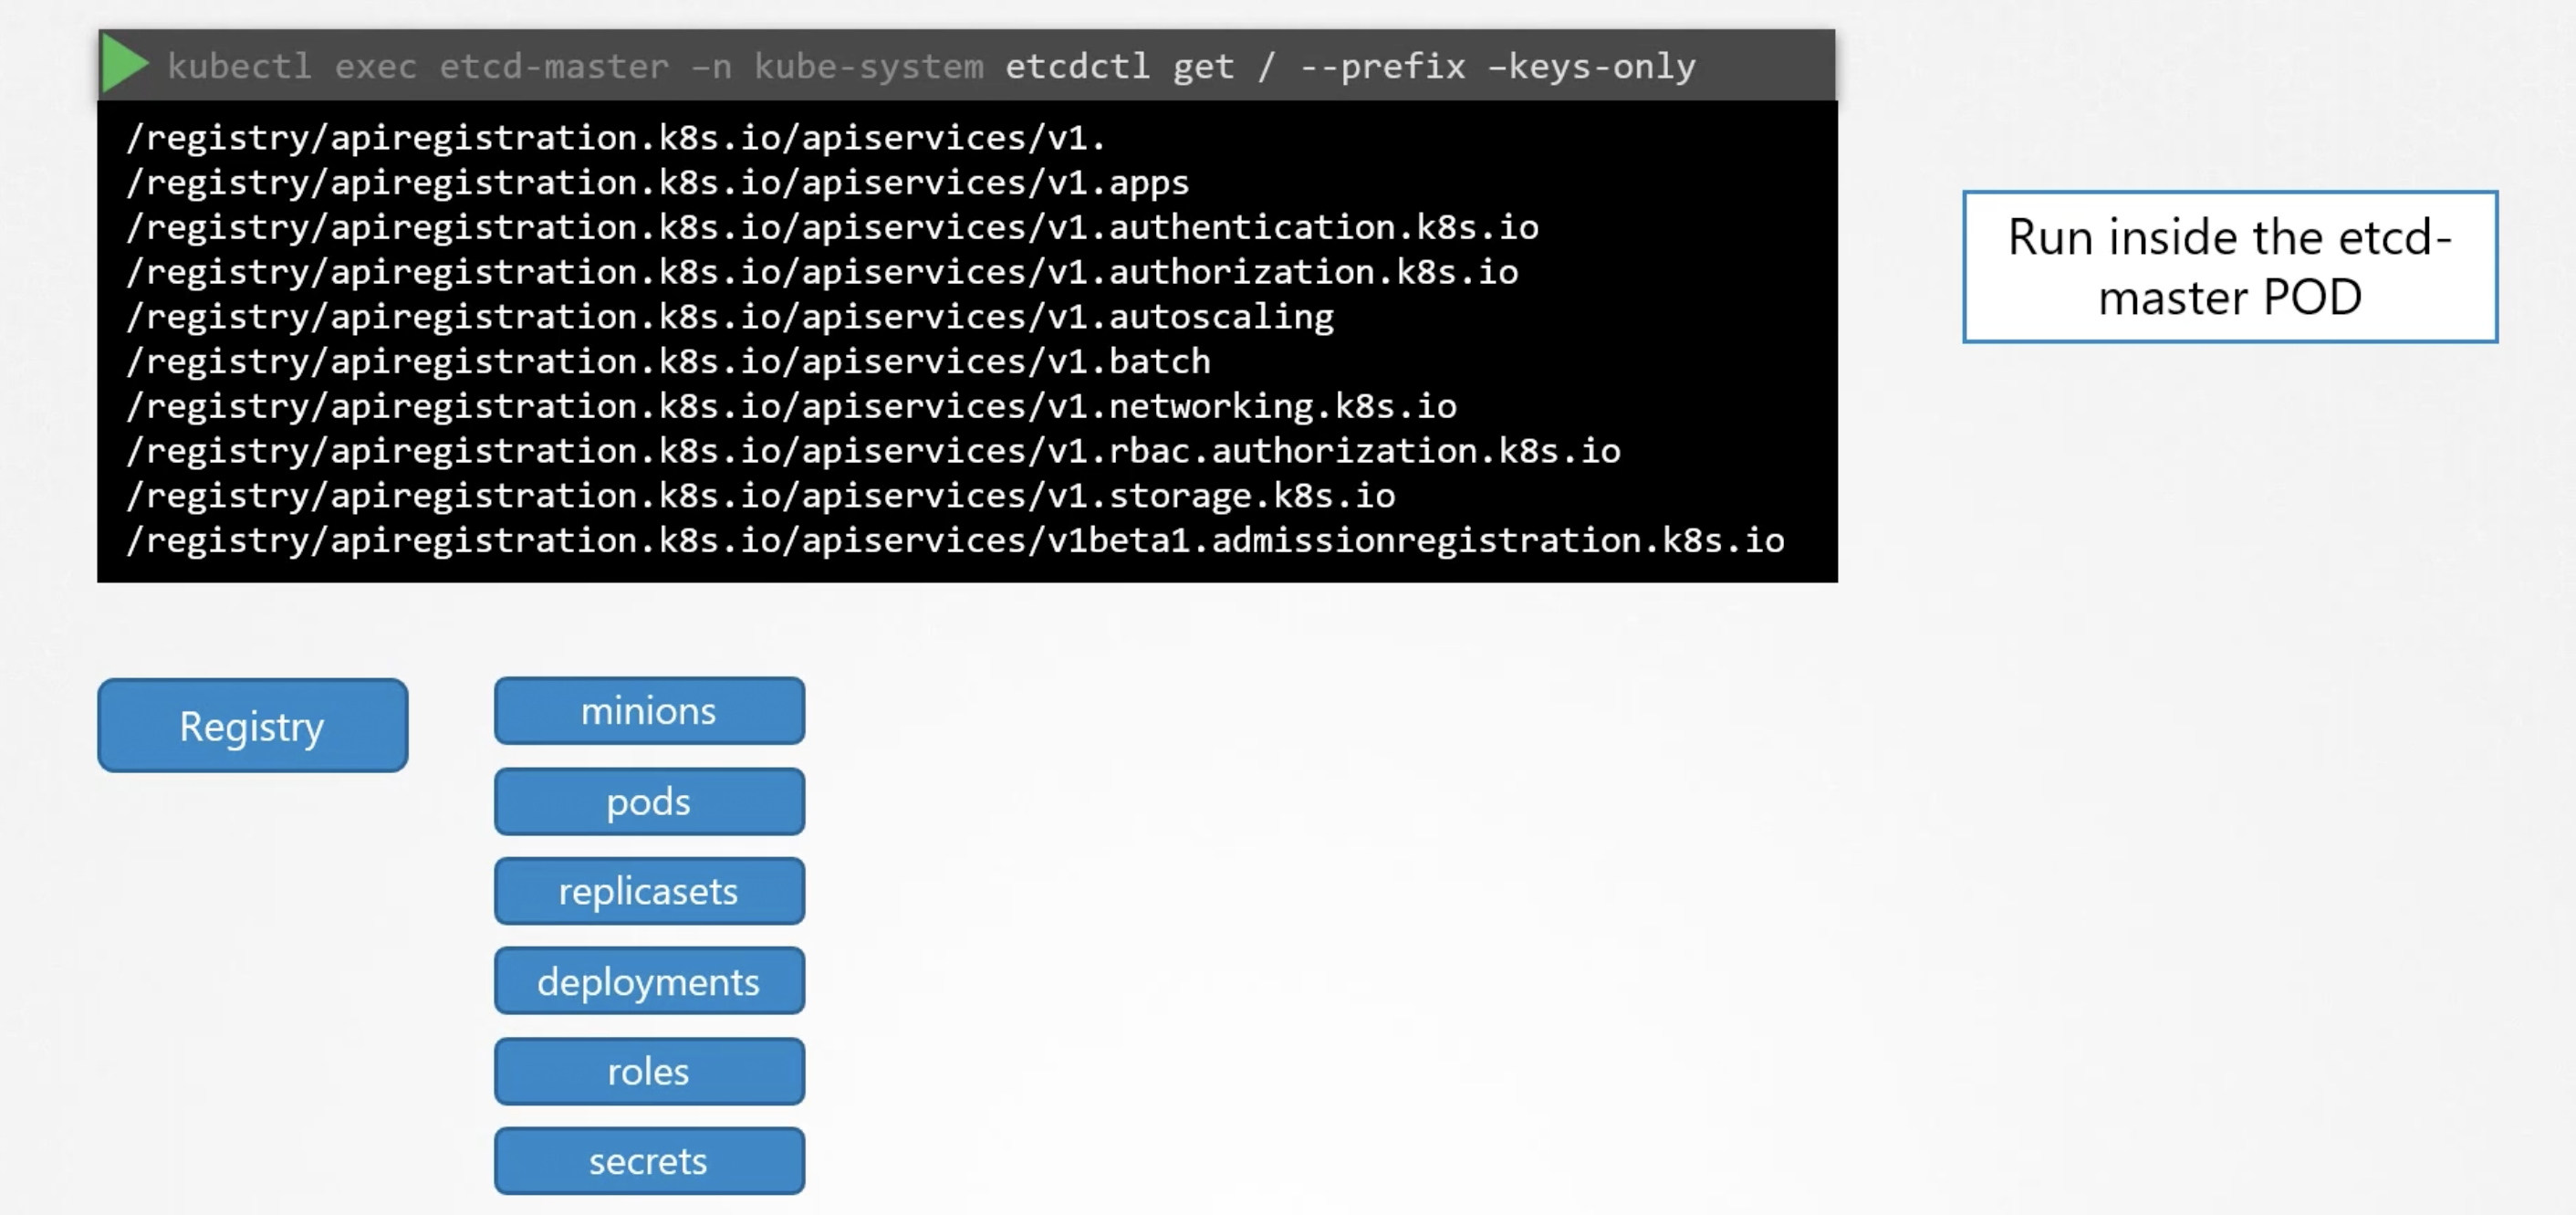 kubectl exec etcd-master –n kube-system etcdctl get / --prefix –keys-only
/registry/apiregistration.k8s.io/apiservices/v1.
/registry/apiregistration.k8s.io/apiservices/v1.apps
/registry/apiregistration.k8s.io/apiservices/v1.authentication.k8s.io
/registry/apiregistration.k8s.io/apiservices/v1.authorization.k8s.io
/registry/apiregistration.k8s.io/apiservices/v1.autoscaling
/registry/apiregistration.k8s.io/apiservices/v1.batch
/registry/apiregistration.k8s.io/apiservices/v1.networking.k8s.io
/registry/apiregistration.k8s.io/apiservices/v1.rbac.authorization.k8s.io
/registry/apiregistration.k8s.io/apiservices/v1.storage.k8s.io
/registry/apiregistration.k8s.io/apiservices/v1beta1.admissionregistration.k8s.io
Run inside the etcd-
master POD
Registry
minions
pods
replicasets
deployments
roles
secrets